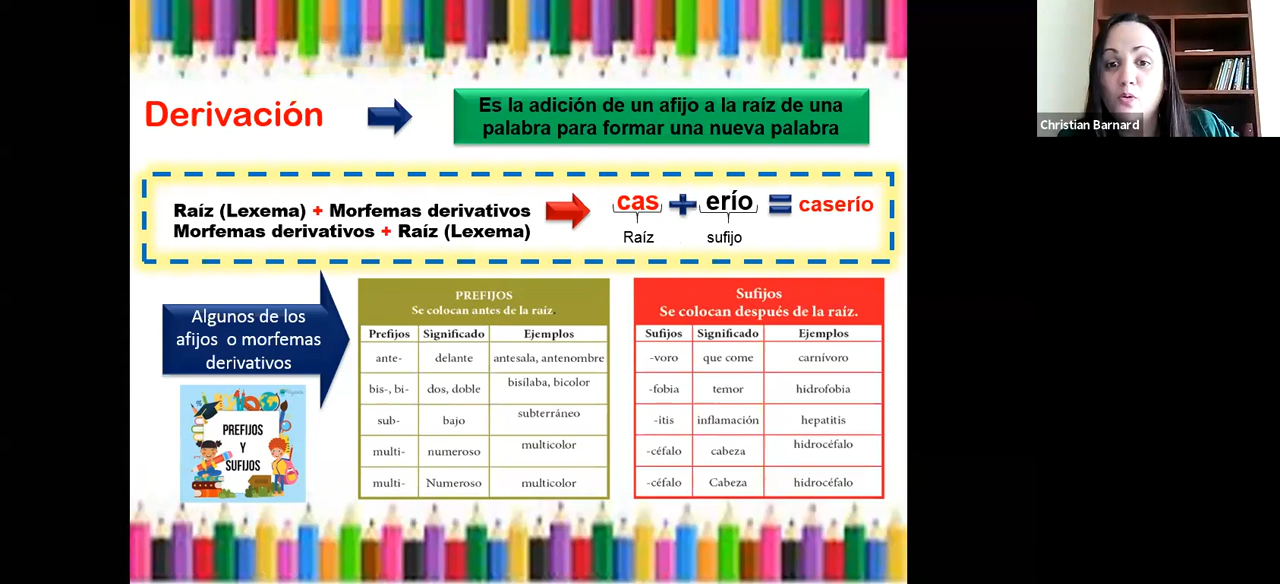 Derivación
Es la adición de un afijo a la raíz de una
palabra para formar una nueva palabra
Raíz (Lexema) + Morfemas derivativos
Morfemas derivativos + Raíz (Lexema)
cas + erío = caserío
Raíz sufijo
Algunos de los
afijos o morfemas
derivativos
PREFIJOS
Y
SUFIJOS
PREFIJOS
Se colocan antes de la raíz.
Prefijos Significado Ejemplos
ante- delante antesala, antenombre
bis-, bi- dos, doble bisílaba, bicolor
sub- bajo subterráneo
multi- numeroso multicolor
multi- Numeroso multicolor
Sufijos
Se colocan después de la raíz.
Sufijos Significado Ejemplos
-voro que come carnívoro
-fobia temor hidrofobia
-itis inflamación hepatitis
-céfalo cabeza hidrocéfalo
-céfalo Cabeza hidrocéfalo
Christian Barnard